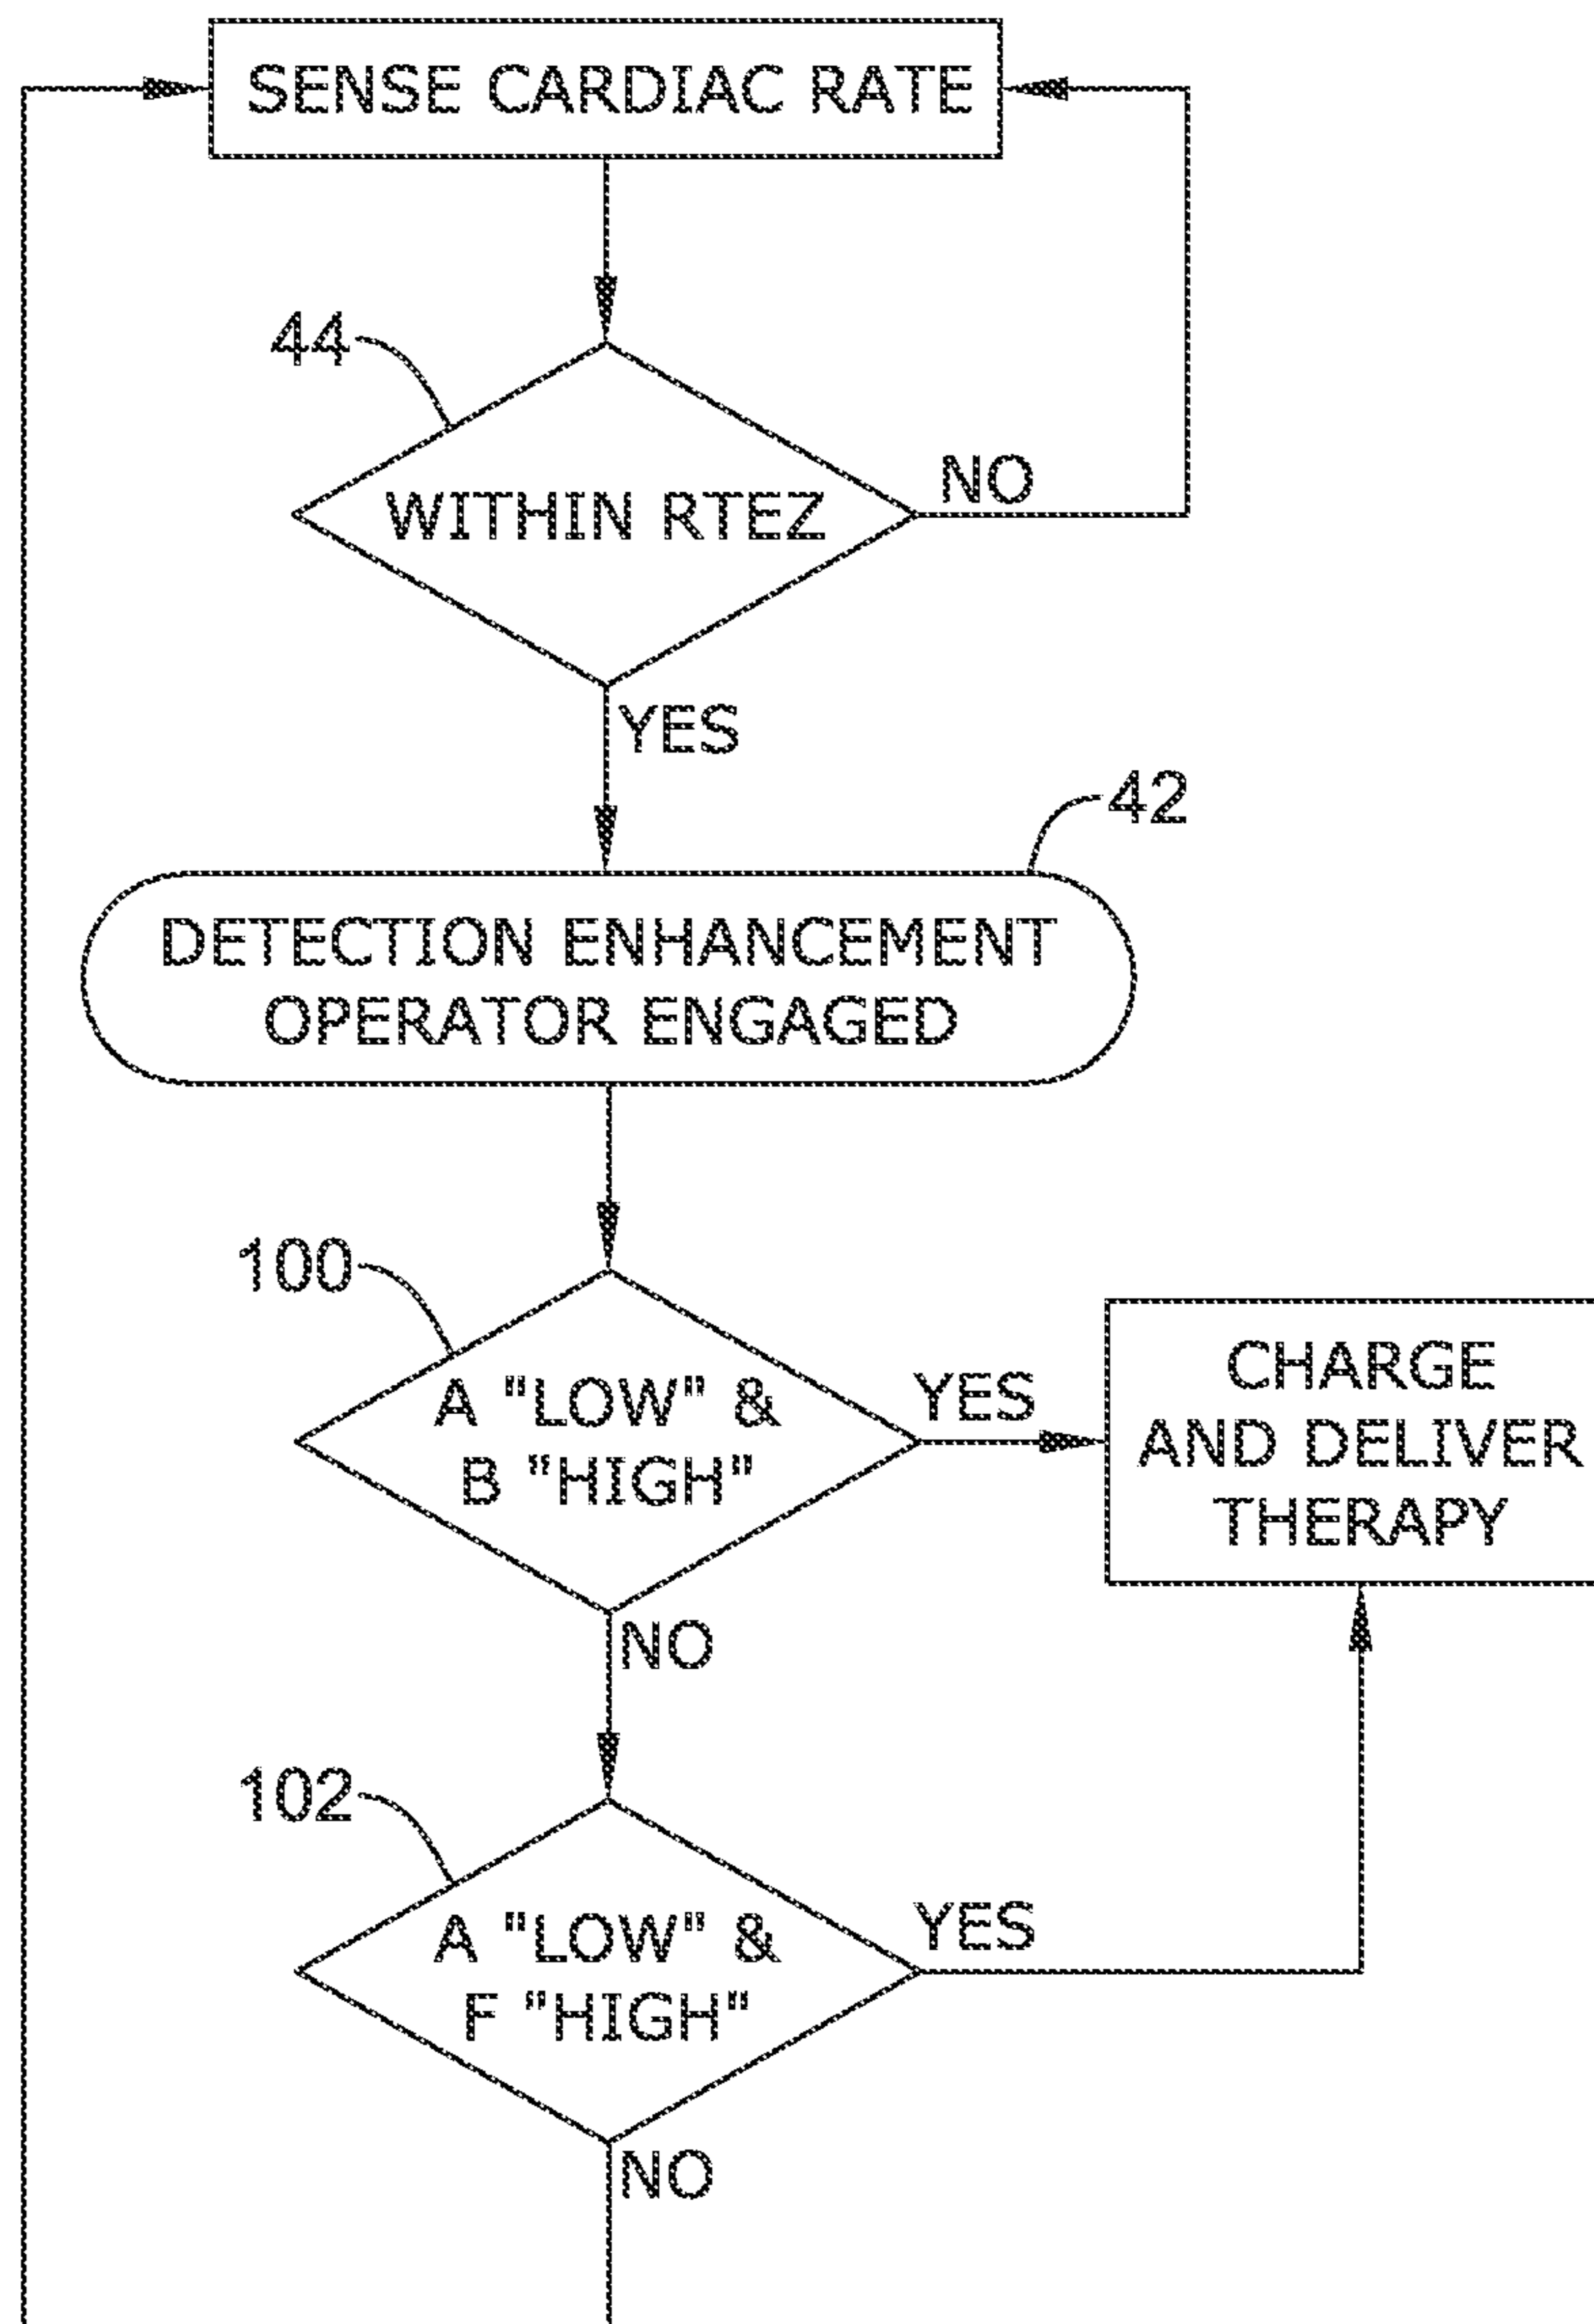 SENSE CARDIAC RATE
44
WITHIN RTEZ
NO
YES
42
DETECTION ENHANCEMENT
OPERATOR ENGAGED
100
A "LOW" &
B "HIGH"
YES
CHARGE
AND DELIVER
THERAPY
NO
102
A "LOW" &
F "HIGH"
YES
NO